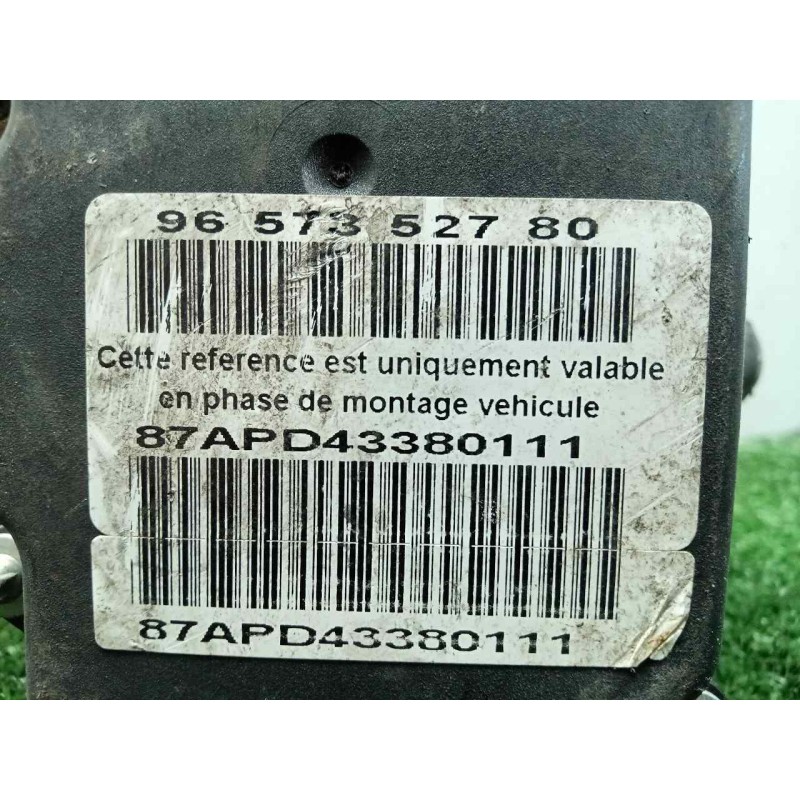 96 573 527 80
Cette reference est uniquement valable
en phase de montage vehicule
87APD43380111
87APD43380111